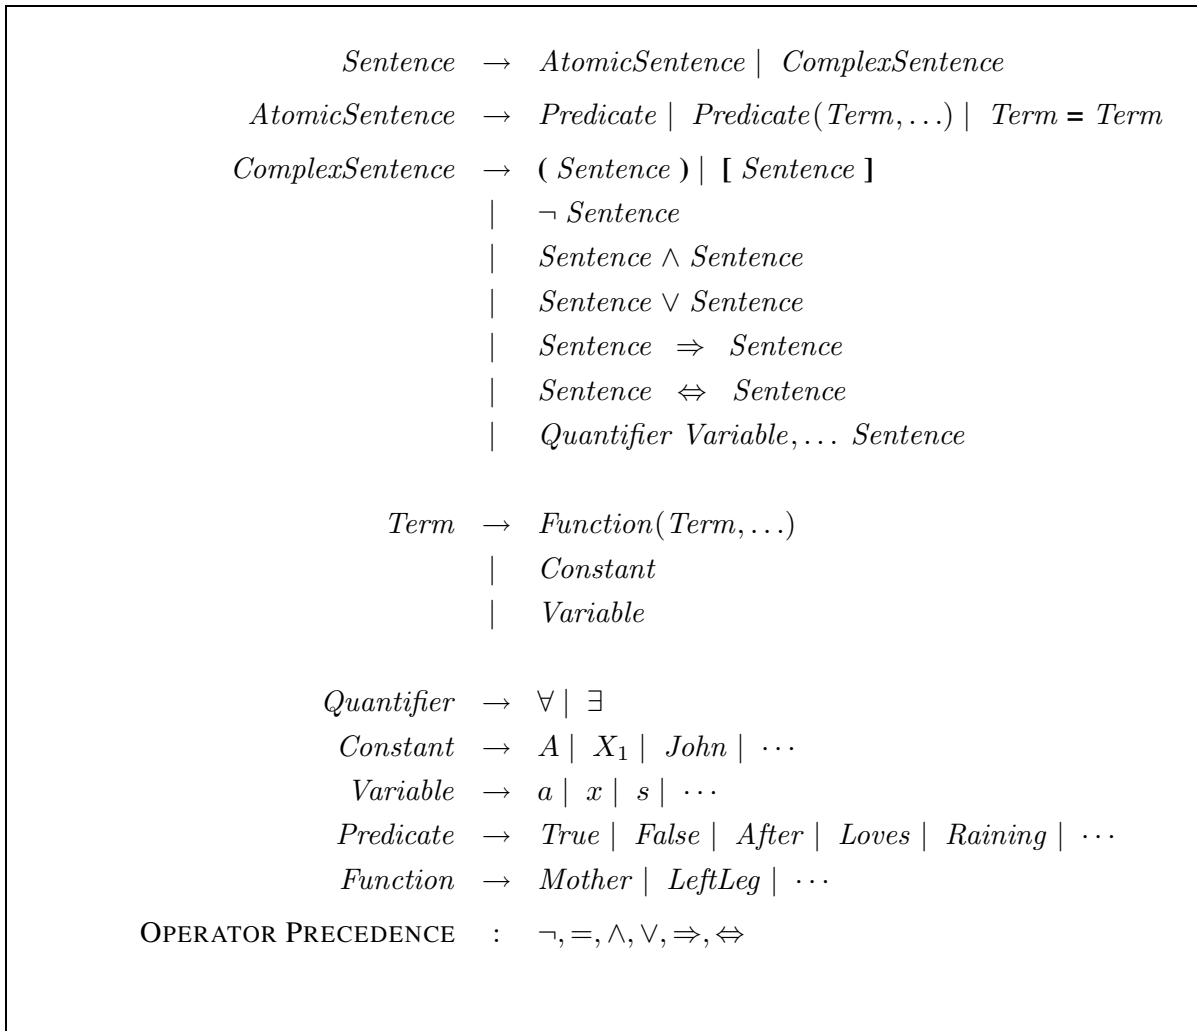 Sentence → AtomicSentence | ComplexSentence
AtomicSentence → Predicate | Predicate(Term,...) | Term = Term
ComplexSentence → ( Sentence ) | [ Sentence ]
| ¬ Sentence
| Sentence ∧ Sentence
| Sentence ∨ Sentence
| Sentence ⇒ Sentence
| Sentence ⇔ Sentence
| Quantifier Variable,... Sentence
Term → Function(Term,...)
| Constant
| Variable
Quantifier → ∀ | ∃
Constant → A | X₁ | John | ⋯
Variable → a | x | s | ⋯
Predicate → True | False | After | Loves | Raining | ⋯
Function → Mother | LeftLeg | ⋯
OPERATOR PRECEDENCE : ¬,=,∧,∨,⇒,⇔